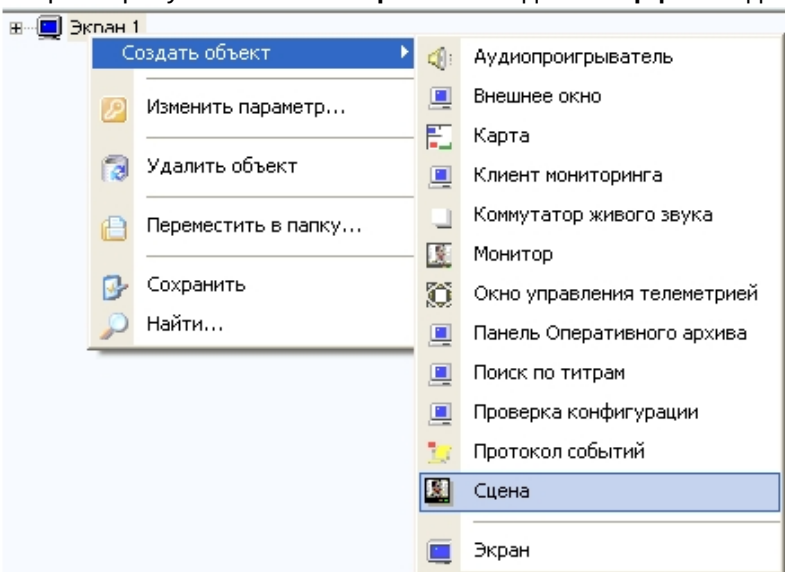 Экран 1
Создать объект
Изменить параметр...
Удалить объект
Переместить в папку...
Сохранить
Найти...
Аудиопроигрыватель
Внешнее окно
Карта
Клиент мониторинга
Коммутатор живого звука
Монитор
Окно управления телеметрией
Панель Оперативного архива
Поиск по титрам
Проверка конфигурации
Протокол событий
Сцена
Экран